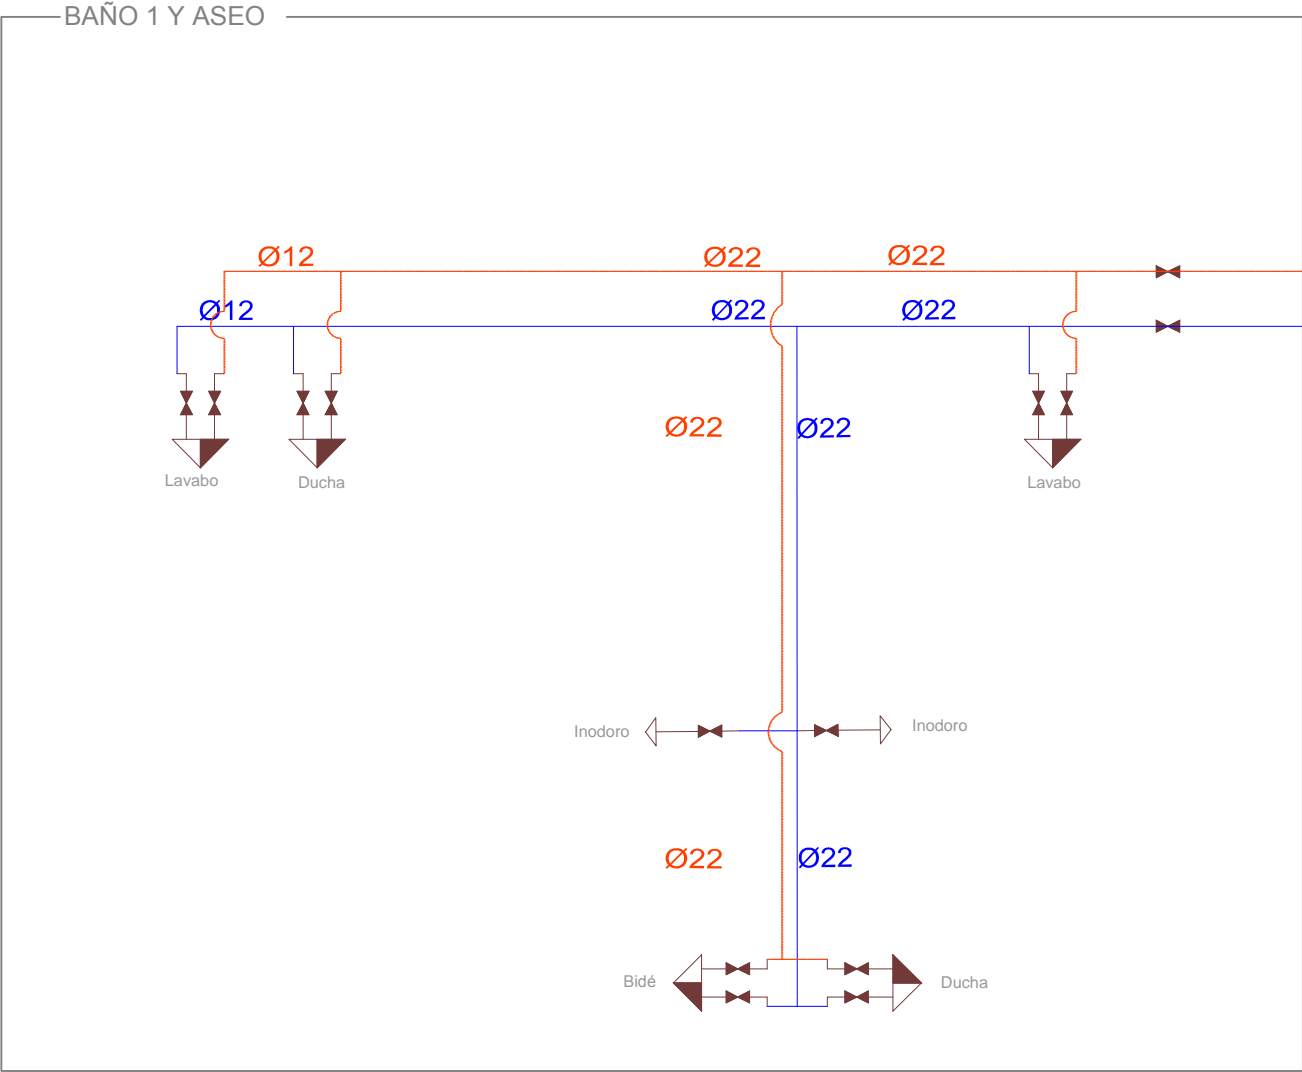 BAÑO 1 Y ASEO
Ø12 Ø22 Ø22
Ø12 Ø22 Ø22
Ø22 Ø22
Lavabo Ducha Lavabo
Inodoro Inodoro
Ø22 Ø22
Bidé Ducha